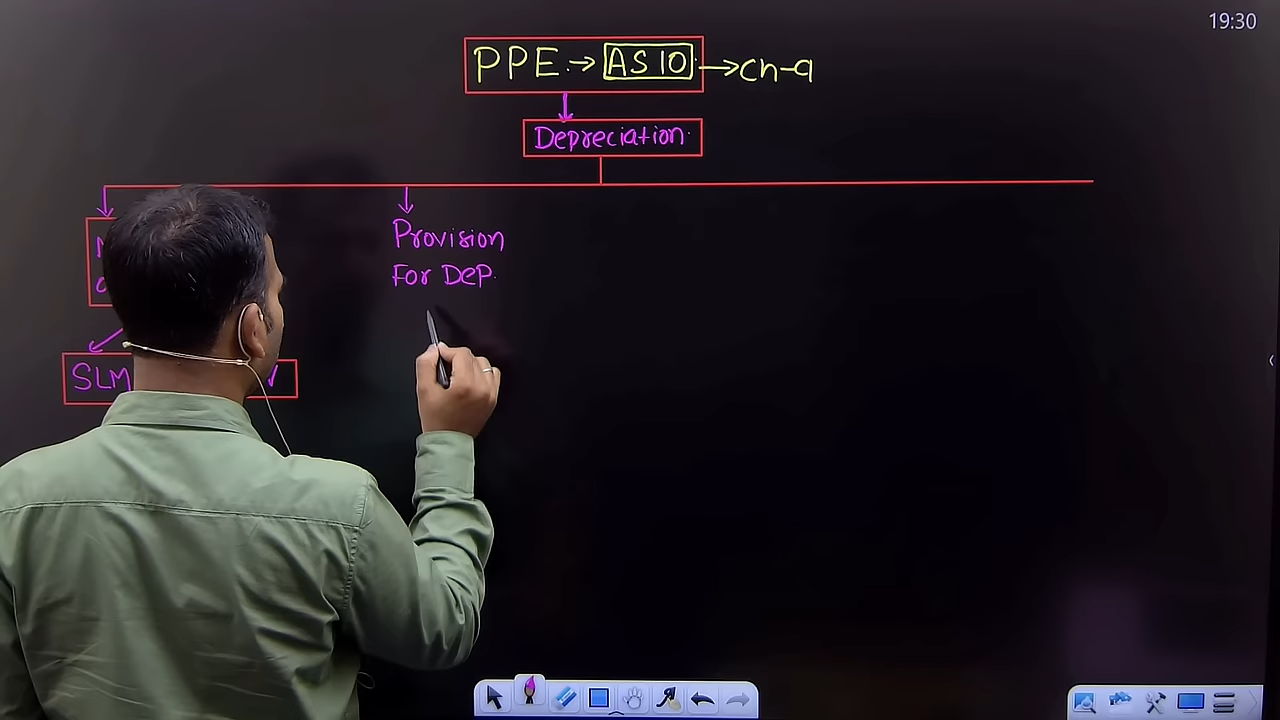 19:30
PPE → AS 10 → Ch-9
Depreciation
Provision
For Dep.
SLM